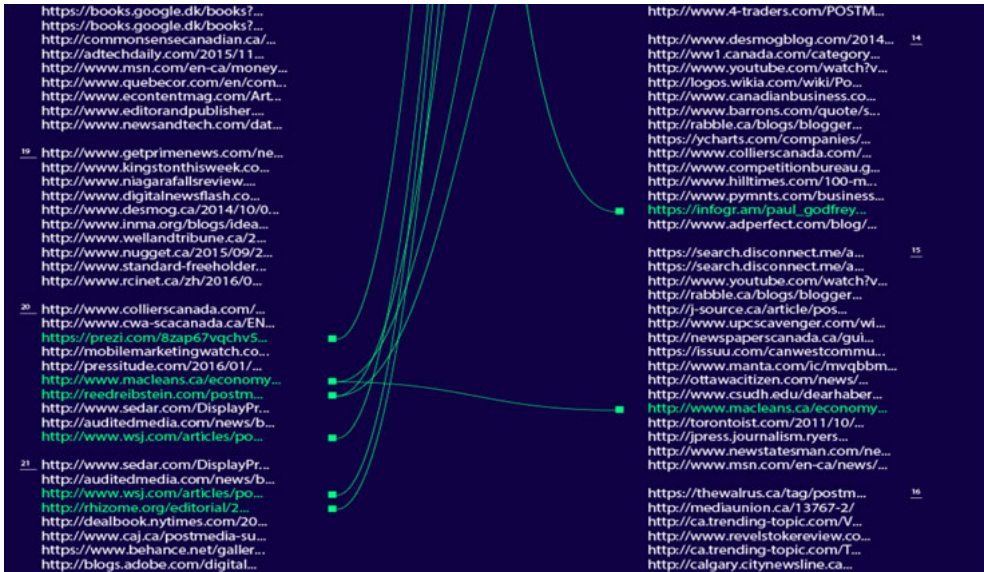 https://books.google.dk/books?...
https://books.google.dk/books?...
http://commonsensecanadian.ca/...
http://adtechdaily.com/2015/11...
http://www.msn.com/en-ca/money...
http://www.quebecor.com/en/com...
http://www.econtentmag.com/Art...
http://www.editorandpublisher....
http://www.newsandtech.com/dat...
19 http://www.getprimenews.com/ne...
http://www.kingstonthisweek.co...
http://www.niagarafallsreview....
http://www.digitalnewsflash.co...
http://www.desmog.ca/2014/10/0...
http://www.inma.org/blogs/idea...
http://www.wellandtribune.ca/2...
http://www.nugget.ca/2015/09/2...
http://www.standard-freeholder...
http://www.rcinet.ca/zh/2016/0...
20 http://www.collierscanada.com/...
http://www.cwa-scacanada.ca/EN...
https://prezi.com/8zap67vqchv5...
http://mobilemarketingwatch.co...
http://pressitude.com/2016/01/...
http://www.macleans.ca/economy...
http://reedreibstein.com/postm...
http://www.sedar.com/DisplayPr...
http://auditedmedia.com/news/b...
http://www.wsj.com/articles/po...
21 http://www.sedar.com/DisplayPr...
http://auditedmedia.com/news/b...
http://www.wsj.com/articles/po...
http://rhizome.org/editorial/2...
http://dealbook.nytimes.com/20...
http://www.caj.ca/postmedia-su...
https://www.behance.net/galler...
http://blogs.adobe.com/digital...
http://www.4-traders.com/POSTM...
http://www.desmogblog.com/2014... 14
http://ww1.canada.com/category...
http://www.youtube.com/watch?v...
http://logos.wikia.com/wiki/Po...
http://www.canadianbusiness.co...
http://www.barrons.com/quote/s...
http://rabble.ca/blogs/blogger...
https://ycharts.com/companies/...
http://www.collierscanada.com/...
http://www.competitionbureau.g...
http://www.hilltimes.com/100-m...
http://www.pymnts.com/business...
https://infogr.am/paul_godfrey...
http://www.adperfect.com/blog/...
https://search.disconnect.me/a... 15
https://search.disconnect.me/a...
http://www.youtube.com/watch?v...
http://rabble.ca/blogs/blogger...
http://j-source.ca/article/pos...
http://www.upcscavenger.com/wi...
http://newspaperscanada.ca/gui...
https://issuu.com/canwestcommu...
http://www.manta.com/ic/mvqbbm...
http://ottawacitizen.com/news/...
http://www.csudh.edu/dearhaber...
http://www.macleans.ca/economy...
http://torontoist.com/2011/10/...
http://jpress.journalism.ryers...
http://www.newstatesman.com/ne...
http://www.msn.com/en-ca/news/...
https://thewalrus.ca/tag/postm... 16
http://mediaunion.ca/13767-2/
http://ca.trending-topic.com/V...
http://www.revelstokereview.co...
http://ca.trending-topic.com/T...
http://calgary.citynewsline.ca...